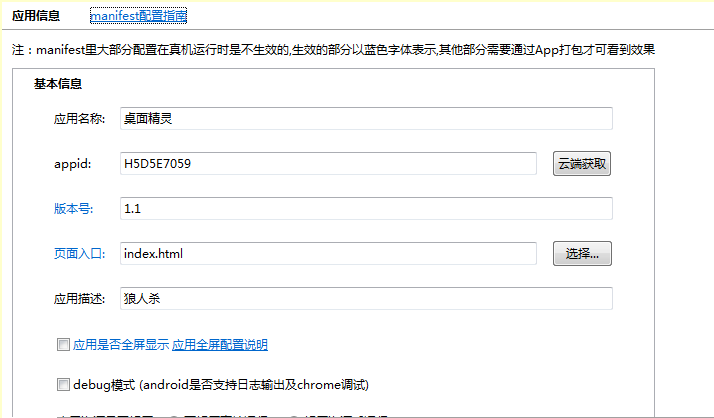 应用信息 manifest配置指南
注：manifest里大部分配置在真机运行时是不生效的,生效的部分以蓝色字体表示,其他部分需要通过App打包才可看到效果
基本信息
应用名称: 桌面精灵
appid: H5D5E7059 云端获取
版本号: 1.1
页面入口: index.html 选择...
应用描述: 狼人杀
应用是否全屏显示 应用全屏配置说明
debug模式 (android是否支持日志输出及chrome调试)